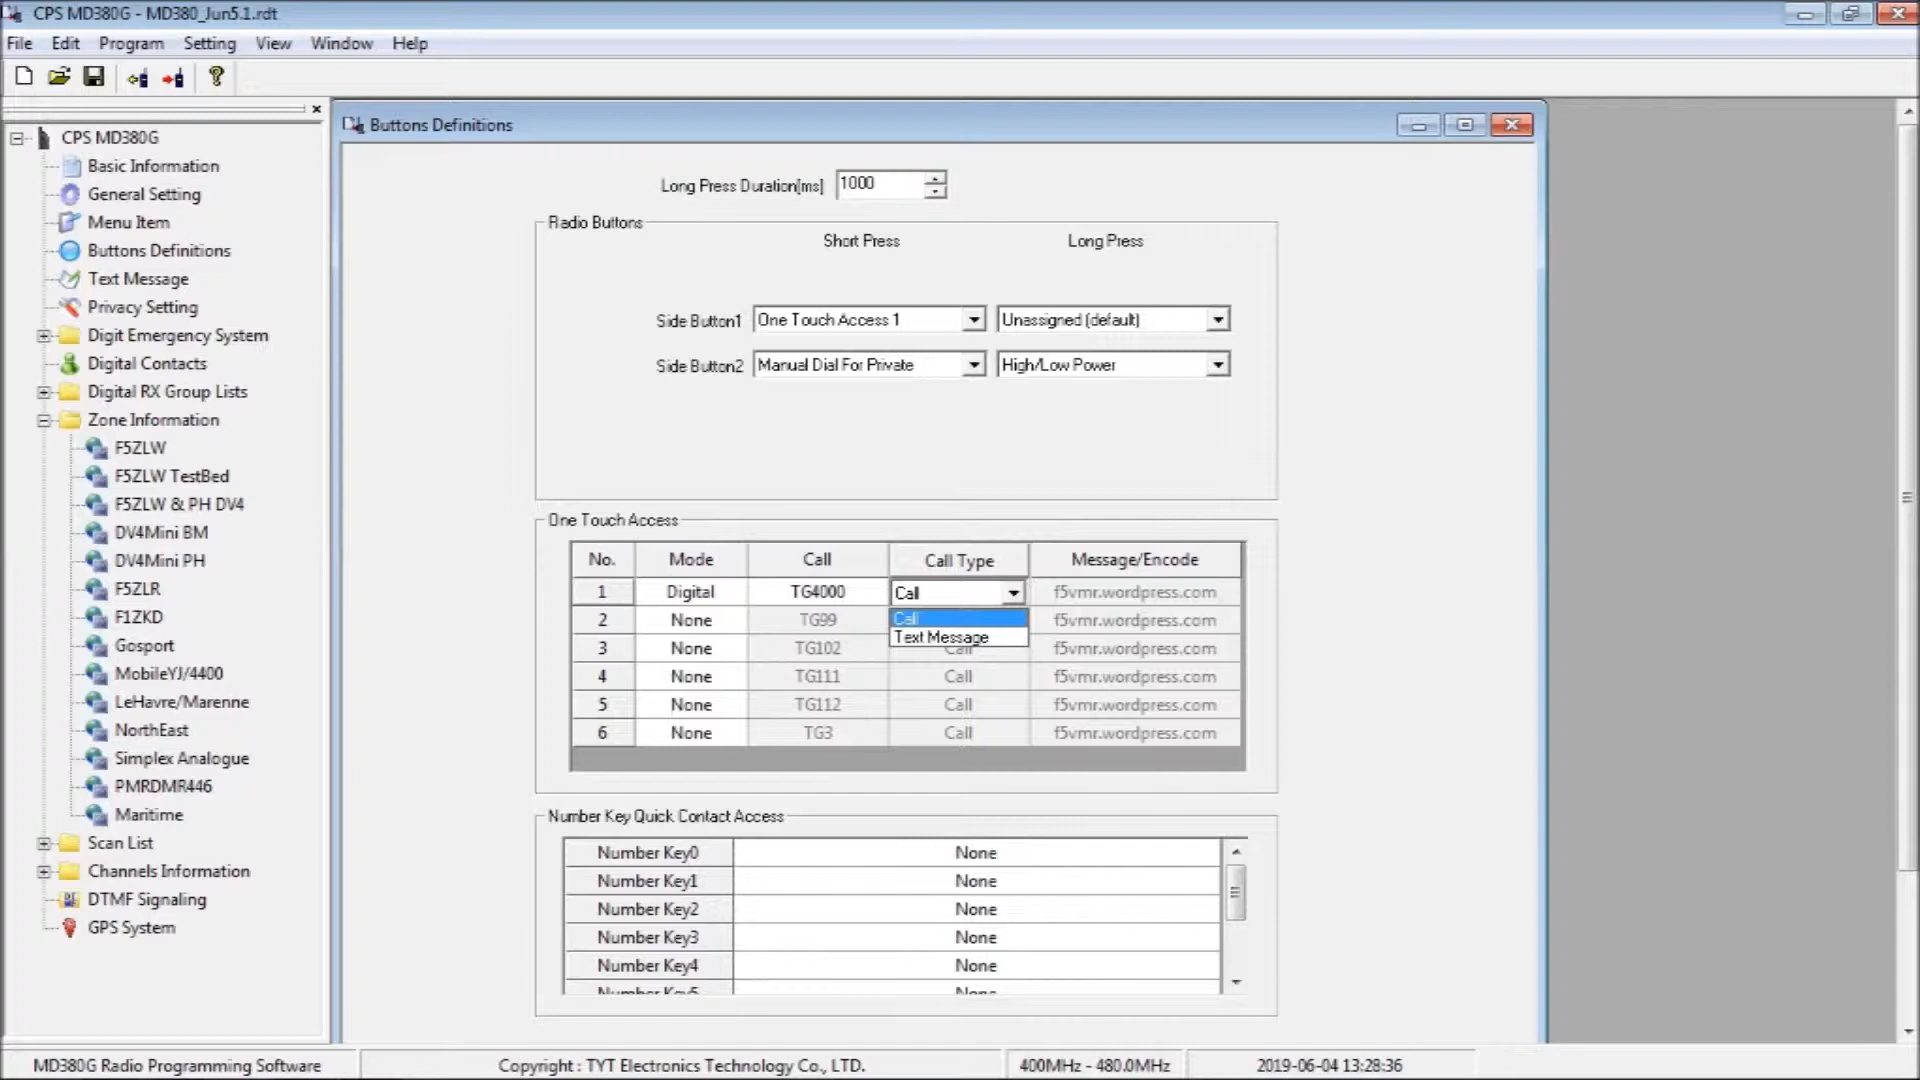 CPS MD380G - MD380_Jun5.1.rdt
File Edit Program Setting View Window Help
CPS MD380G
Basic Information
General Setting
Menu Item
Buttons Definitions
Text Message
Privacy Setting
Digit Emergency System
Digital Contacts
Digital RX Group Lists
Zone Information
F5ZLW
F5ZLW TestBed
F5ZLW & PH DV4
DV4Mini BM
DV4Mini PH
F5ZLR
F1ZKD
Gosport
MobileYJ/4400
LeHavre/Marenne
NorthEast
Simplex Analogue
PMRDMR446
Maritime
Scan List
Channels Information
DTMF Signaling
GPS System
Buttons Definitions
Long Press Duration[ms] 1000
Radio Buttons
Short Press Long Press
Side Button1 One Touch Access 1 Unassigned (default)
Side Button2 Manual Dial For Private High/Low Power
One Touch Access
No. Mode Call Call Type Message/Encode
1 Digital TG4000 Call f5vmr.wordpress.com
2 None TG99 Call f5vmr.wordpress.com
Text Message
3 None TG102 Call f5vmr.wordpress.com
4 None TG111 Call f5vmr.wordpress.com
5 None TG112 Call f5vmr.wordpress.com
6 None TG3 Call f5vmr.wordpress.com
Number Key Quick Contact Access
Number Key0 None
Number Key1 None
Number Key2 None
Number Key3 None
Number Key4 None
Number Key5 None
MD380G Radio Programming Software Copyright : TYT Electronics Technology Co., LTD. 400MHz - 480.0MHz 2019-06-04 13:28:36